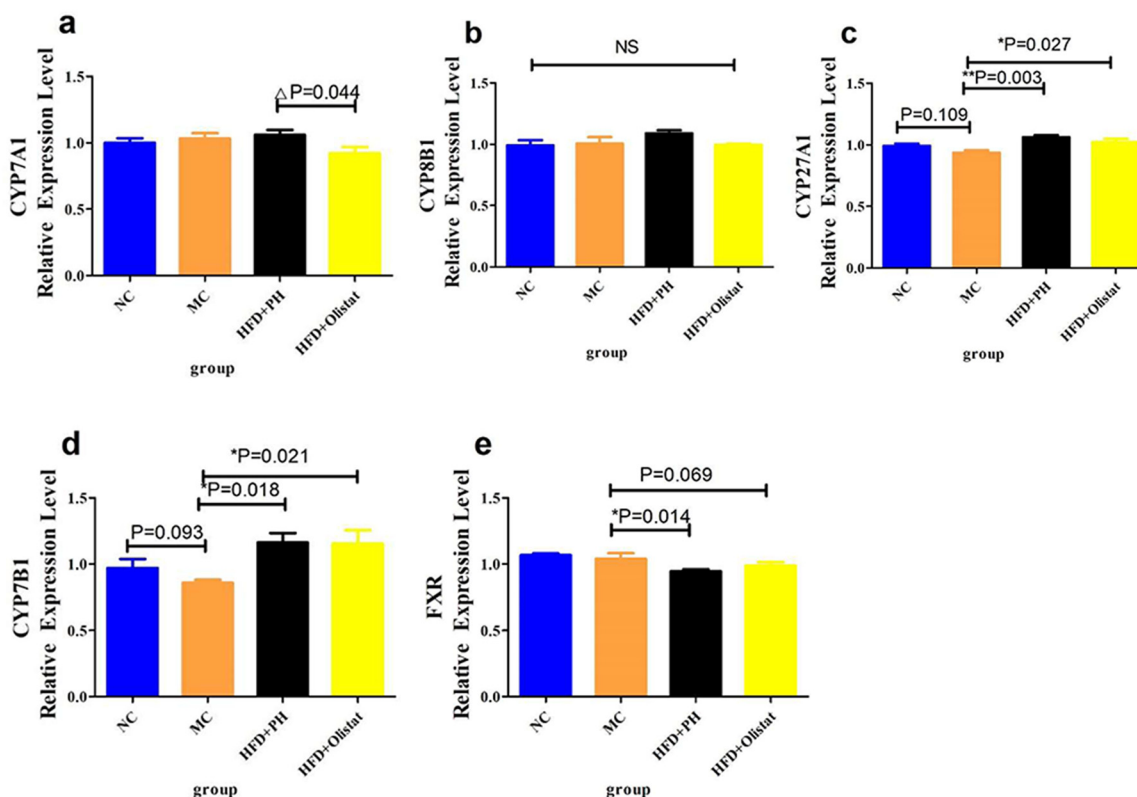 a
CYP7A1
Relative Expression Level
1.5
1.0
0.5
0.0
△ P=0.044
NC
MC
HFD+PH
HFD+Olistat
group
b
CYP8B1
Relative Expression Level
1.5
1.0
0.5
0.0
NS
NC
MC
HFD+PH
HFD+Olistat
group
c
CYP27A1
Relative Expression Level
1.5
1.0
0.5
0.0
*P=0.027
**P=0.003
P=0.109
NC
MC
HFD+PH
HFD+Olistat
group
d
CYP7B1
Relative Expression Level
1.5
1.0
0.5
0.0
*P=0.021
*P=0.018
P=0.093
NC
MC
HFD+PH
HFD+Olistat
group
e
FXR
Relative Expression Level
1.5
1.0
0.5
0.0
P=0.069
*P=0.014
NC
MC
HFD+PH
HFD+Olistat
group